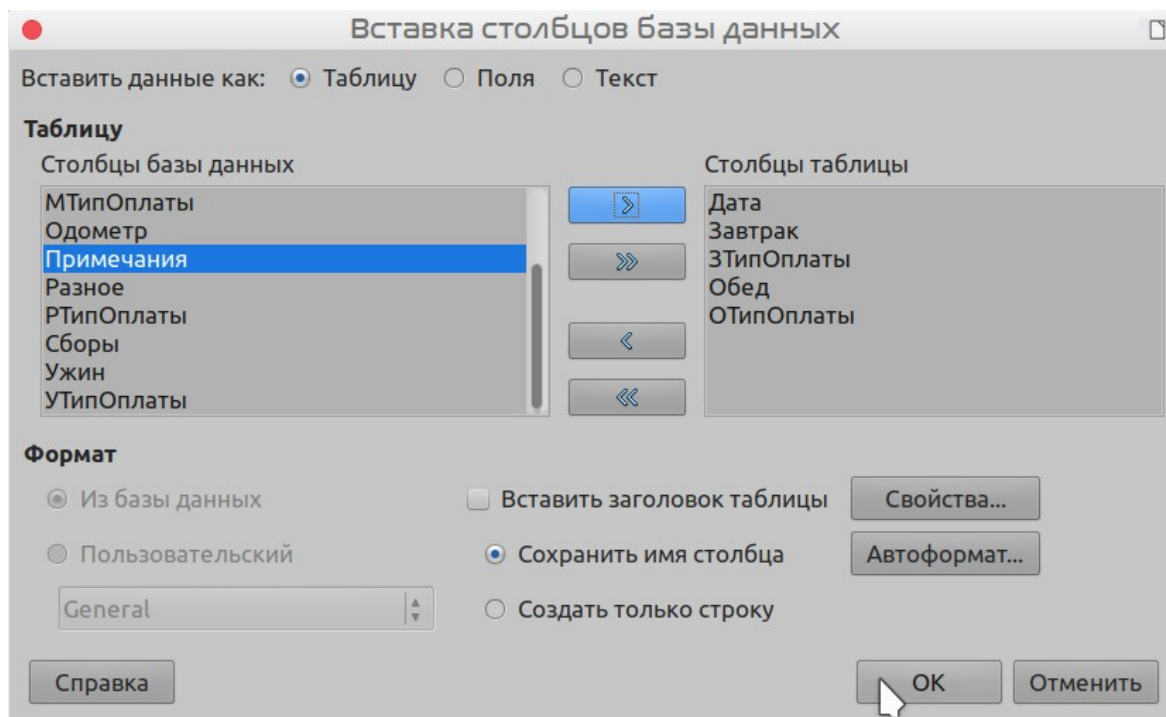 Вставка столбцов базы данных
Вставить данные как: Таблицу Поля Текст
Таблицу
Столбцы базы данных
МТипОплаты
Одометр
Примечания
Разное
РТипОплаты
Сборы
Ужин
УТипОплаты
Столбцы таблицы
Дата
Завтрак
ЗТипОплаты
Обед
ОТипОплаты
Формат
Из базы данных
Пользовательский
General
Вставить заголовок таблицы
Сохранить имя столбца
Создать только строку
Свойства...
Автоформат...
Справка
OK
Отменить